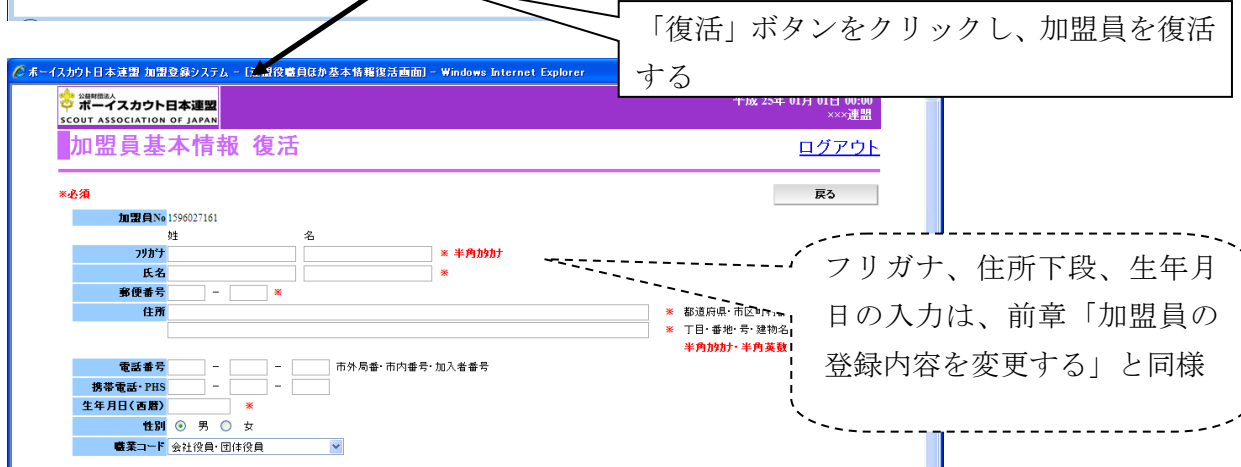 「復活」ボタンをクリックし、加盟員を復活
する
ボーイスカウト日本連盟 加盟登録システム - [加盟役職員ほか基本情報復活画面] - Windows Internet Explorer
公益財団法人
ボーイスカウト日本連盟
SCOUT ASSOCIATION OF JAPAN
平成 25年 01月 01日 00:00
×××連盟
加盟員基本情報 復活
ログアウト
※必須
戻る
加盟員No 1596027161
姓 名
フリガナ ※ 半角カタカナ
氏名 ※
郵便番号 - ※
住所 ※ 都道府県・市区町
※ 丁目・番地・号・建物名
半角カタカナ・半角英数
電話番号 - - 市外局番・市内番号・加入者番号
携帯電話・PHS - -
生年月日(西暦) ※
性別 男 女
職業コード 会社役員・団体役員
フリガナ、住所下段、生年月
日の入力は、前章「加盟員の
登録内容を変更する」と同様